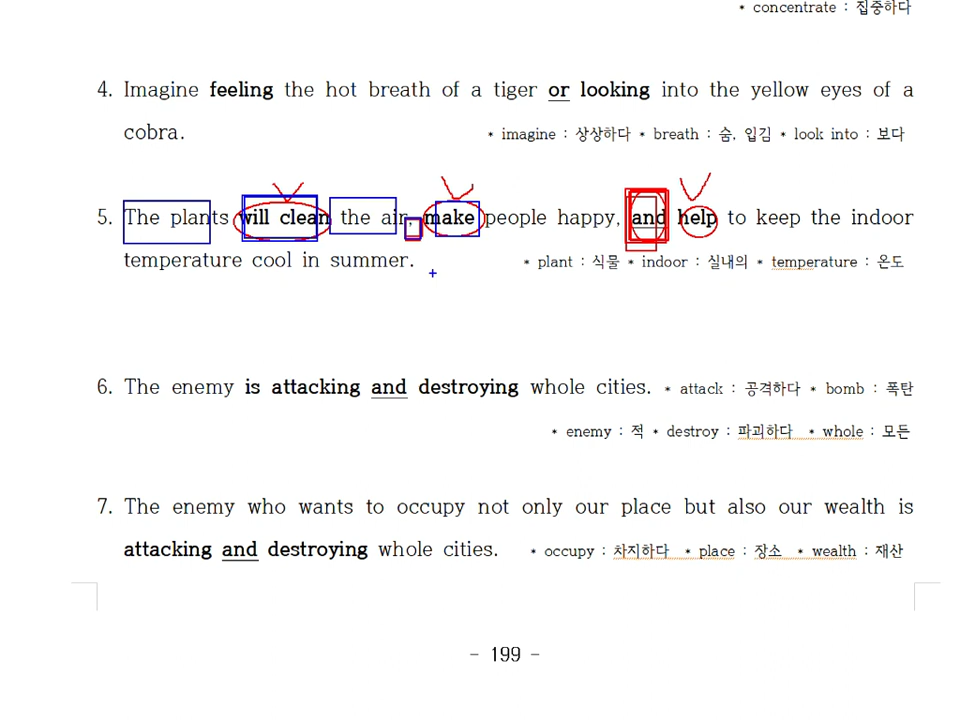 * concentrate : 집중하다
4. Imagine feeling the hot breath of a tiger or looking into the yellow eyes of a
cobra. * imagine : 상상하다 * breath : 숨, 입김 * look into : 보다
5. The plants will clean the air, make people happy, and help to keep the indoor
temperature cool in summer. * plant : 식물 * indoor : 실내의 * temperature : 온도
6. The enemy is attacking and destroying whole cities. * attack : 공격하다 * bomb : 폭탄
* enemy : 적 * destroy : 파괴하다 * whole : 모든
7. The enemy who wants to occupy not only our place but also our wealth is
attacking and destroying whole cities. * occupy : 차지하다 * place : 장소 * wealth : 재산
- 199 -